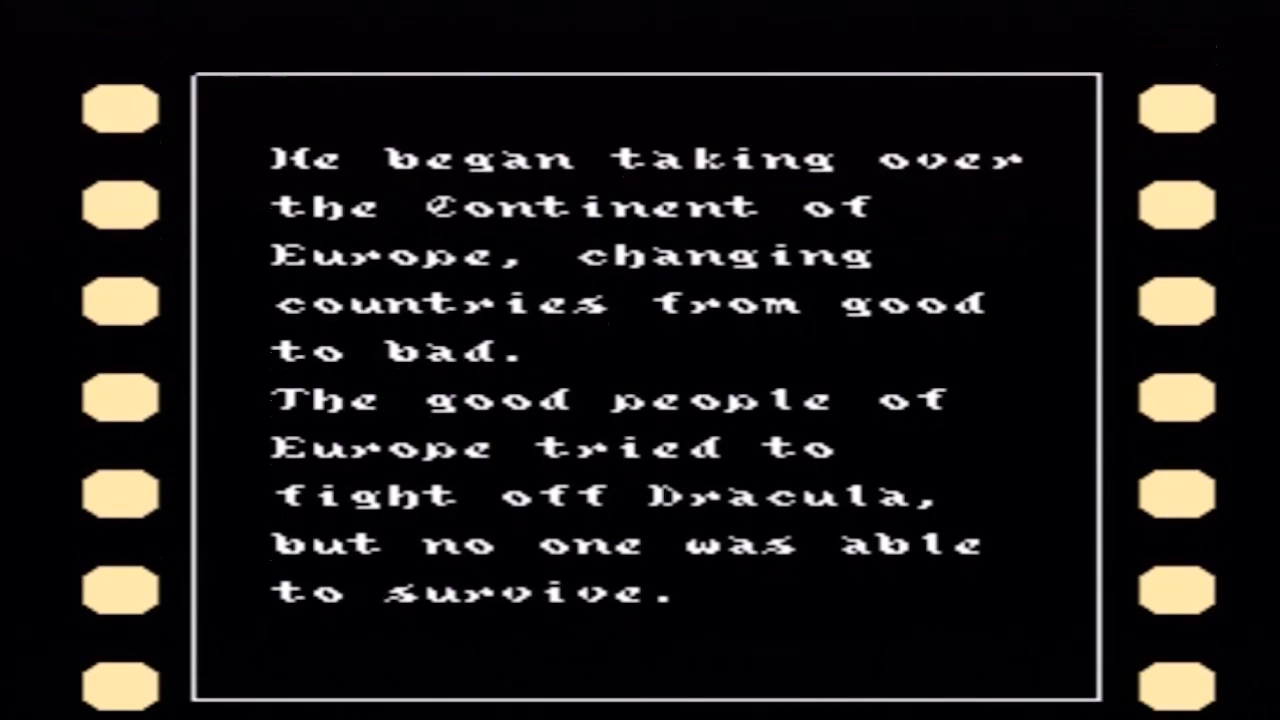 He began taking over
the Continent of
Europe, changing
countries from good
to bad.
The good people of
Europe tried to
fight off Dracula,
but no one was able
to survive.